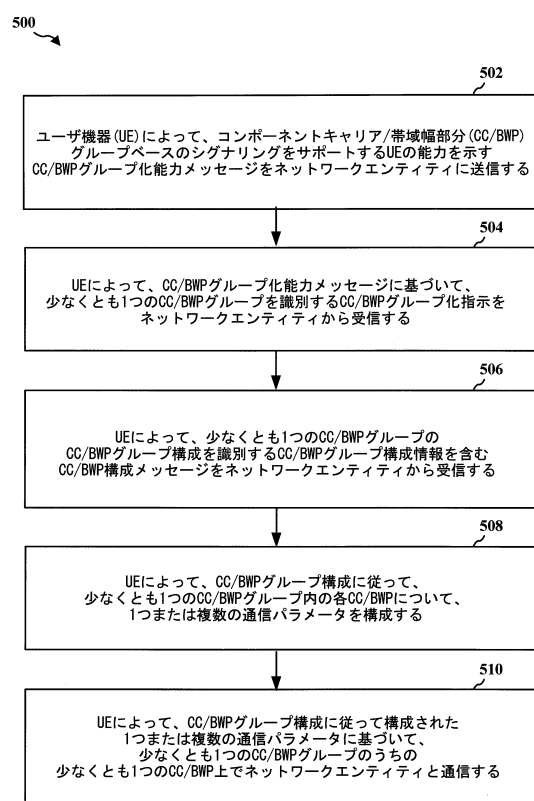 500
502
ユーザ機器(UE)によって、コンポーネントキャリア/帯域幅部分(CC/BWP)
グループベースのシグナリングをサポートするUEの能力を示す
CC/BWPグループ化能力メッセージをネットワークエンティティに送信する
504
UEによって、CC/BWPグループ化能力メッセージに基づいて、
少なくとも1つのCC/BWPグループを識別するCC/BWPグループ化指示を
ネットワークエンティティから受信する
506
UEによって、少なくとも1つのCC/BWPグループの
CC/BWPグループ構成を識別するCC/BWPグループ構成情報を含む
CC/BWP構成メッセージをネットワークエンティティから受信する
508
UEによって、CC/BWPグループ構成に従って、
少なくとも1つのCC/BWPグループ内の各CC/BWPについて、
1つまたは複数の通信パラメータを構成する
510
UEによって、CC/BWPグループ構成に従って構成された
1つまたは複数の通信パラメータに基づいて、
少なくとも1つのCC/BWPグループのうちの
少なくとも1つのCC/BWP上でネットワークエンティティと通信する